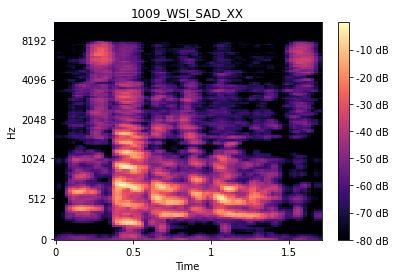 1009_WSI_SAD_XX
8192
4096
2048
1024
512
0
Hz
0
0.5
1
1.5
Time
-10 dB
-20 dB
-30 dB
-40 dB
-50 dB
-60 dB
-70 dB
-80 dB